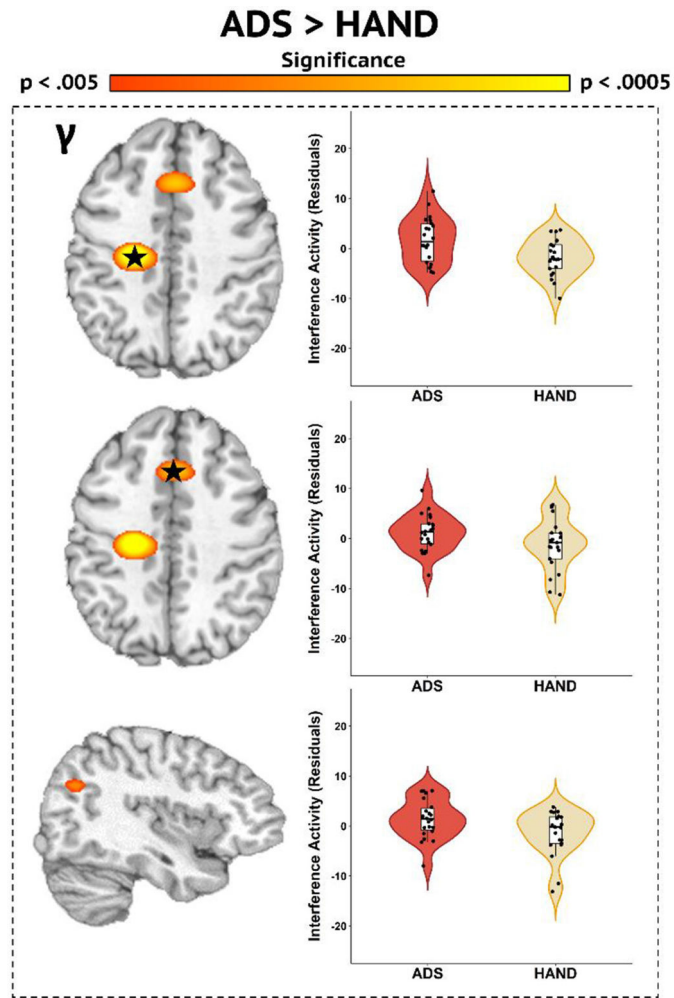 ADS > HAND
Significance
p < .005
p < .0005
γ
Interference Activity (Residuals)
20
10
0
-10
-20
ADS
HAND
Interference Activity (Residuals)
20
10
0
-10
-20
ADS
HAND
Interference Activity (Residuals)
20
10
0
-10
-20
ADS
HAND